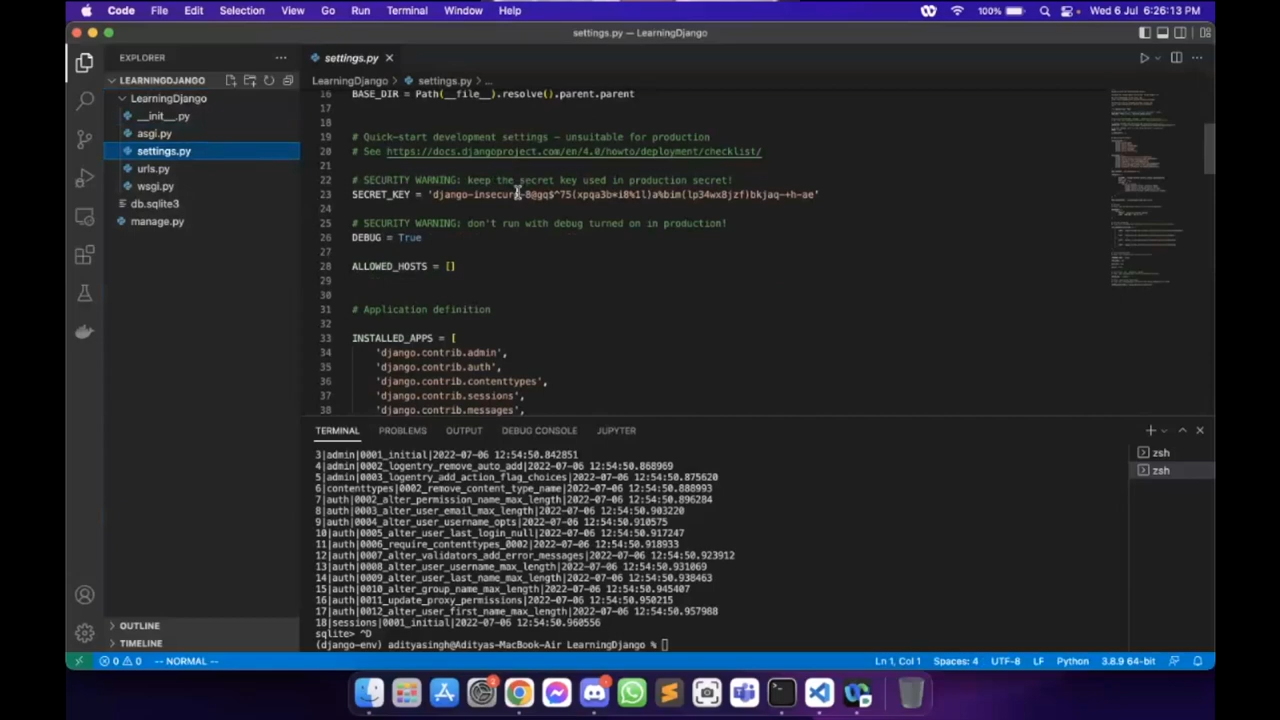 Code File Edit Selection View Go Run Terminal Window Help 100% Wed 6 Jul 6:26:13 PM
settings.py — LearningDjango
EXPLORER
settings.py
LEARNINGDJANGO
LearningDjango
__init__.py
asgi.py
settings.py
urls.py
wsgi.py
db.sqlite3
manage.py
OUTLINE
TIMELINE
LearningDjango > settings.py > ...
16 BASE_DIR = Path(__file__).resolve().parent.parent
17
18
19 # Quick-start development settings - unsuitable for production
20 # See https://docs.djangoproject.com/en/4.0/howto/deployment/checklist/
21
22 # SECURITY WARNING: keep the secret key used in production secret!
23 SECRET_KEY = 'django-insecure-8@gq$^75(xpqa3b*i8%1l)a%bim(lp34wx8jzf)bkjaq-+h-ae'
24
25 # SECURITY WARNING: don't run with debug turned on in production!
26 DEBUG = True
27
28 ALLOWED_HOSTS = []
29
30
31 # Application definition
32
33 INSTALLED_APPS = [
34 'django.contrib.admin',
35 'django.contrib.auth',
36 'django.contrib.contenttypes',
37 'django.contrib.sessions',
38 'django.contrib.messages',
TERMINAL PROBLEMS OUTPUT DEBUG CONSOLE JUPYTER
3|admin|0001_initial|2022-07-06 12:54:50.842851
4|admin|0002_logentry_remove_auto_add|2022-07-06 12:54:50.868969
5|admin|0003_logentry_add_action_flag_choices|2022-07-06 12:54:50.875620
6|contenttypes|0002_remove_content_type_name|2022-07-06 12:54:50.888993
7|auth|0002_alter_permission_name_max_length|2022-07-06 12:54:50.896284
8|auth|0003_alter_user_email_max_length|2022-07-06 12:54:50.903220
9|auth|0004_alter_user_username_opts|2022-07-06 12:54:50.910575
10|auth|0005_alter_user_last_login_null|2022-07-06 12:54:50.917247
11|auth|0006_require_contenttypes_0002|2022-07-06 12:54:50.918933
12|auth|0007_alter_validators_add_error_messages|2022-07-06 12:54:50.923912
13|auth|0008_alter_user_username_max_length|2022-07-06 12:54:50.931069
14|auth|0009_alter_user_last_name_max_length|2022-07-06 12:54:50.938463
15|auth|0010_alter_group_name_max_length|2022-07-06 12:54:50.945407
16|auth|0011_update_proxy_permissions|2022-07-06 12:54:50.950215
17|auth|0012_alter_user_first_name_max_length|2022-07-06 12:54:50.957988
18|sessions|0001_initial|2022-07-06 12:54:50.960556
sqlite> ^D
(django-env) adityasingh@Adityas-MacBook-Air LearningDjango %
zsh
zsh
0 0 -- NORMAL -- Ln 1, Col 1 Spaces: 4 UTF-8 LF Python 3.8.9 64-bit